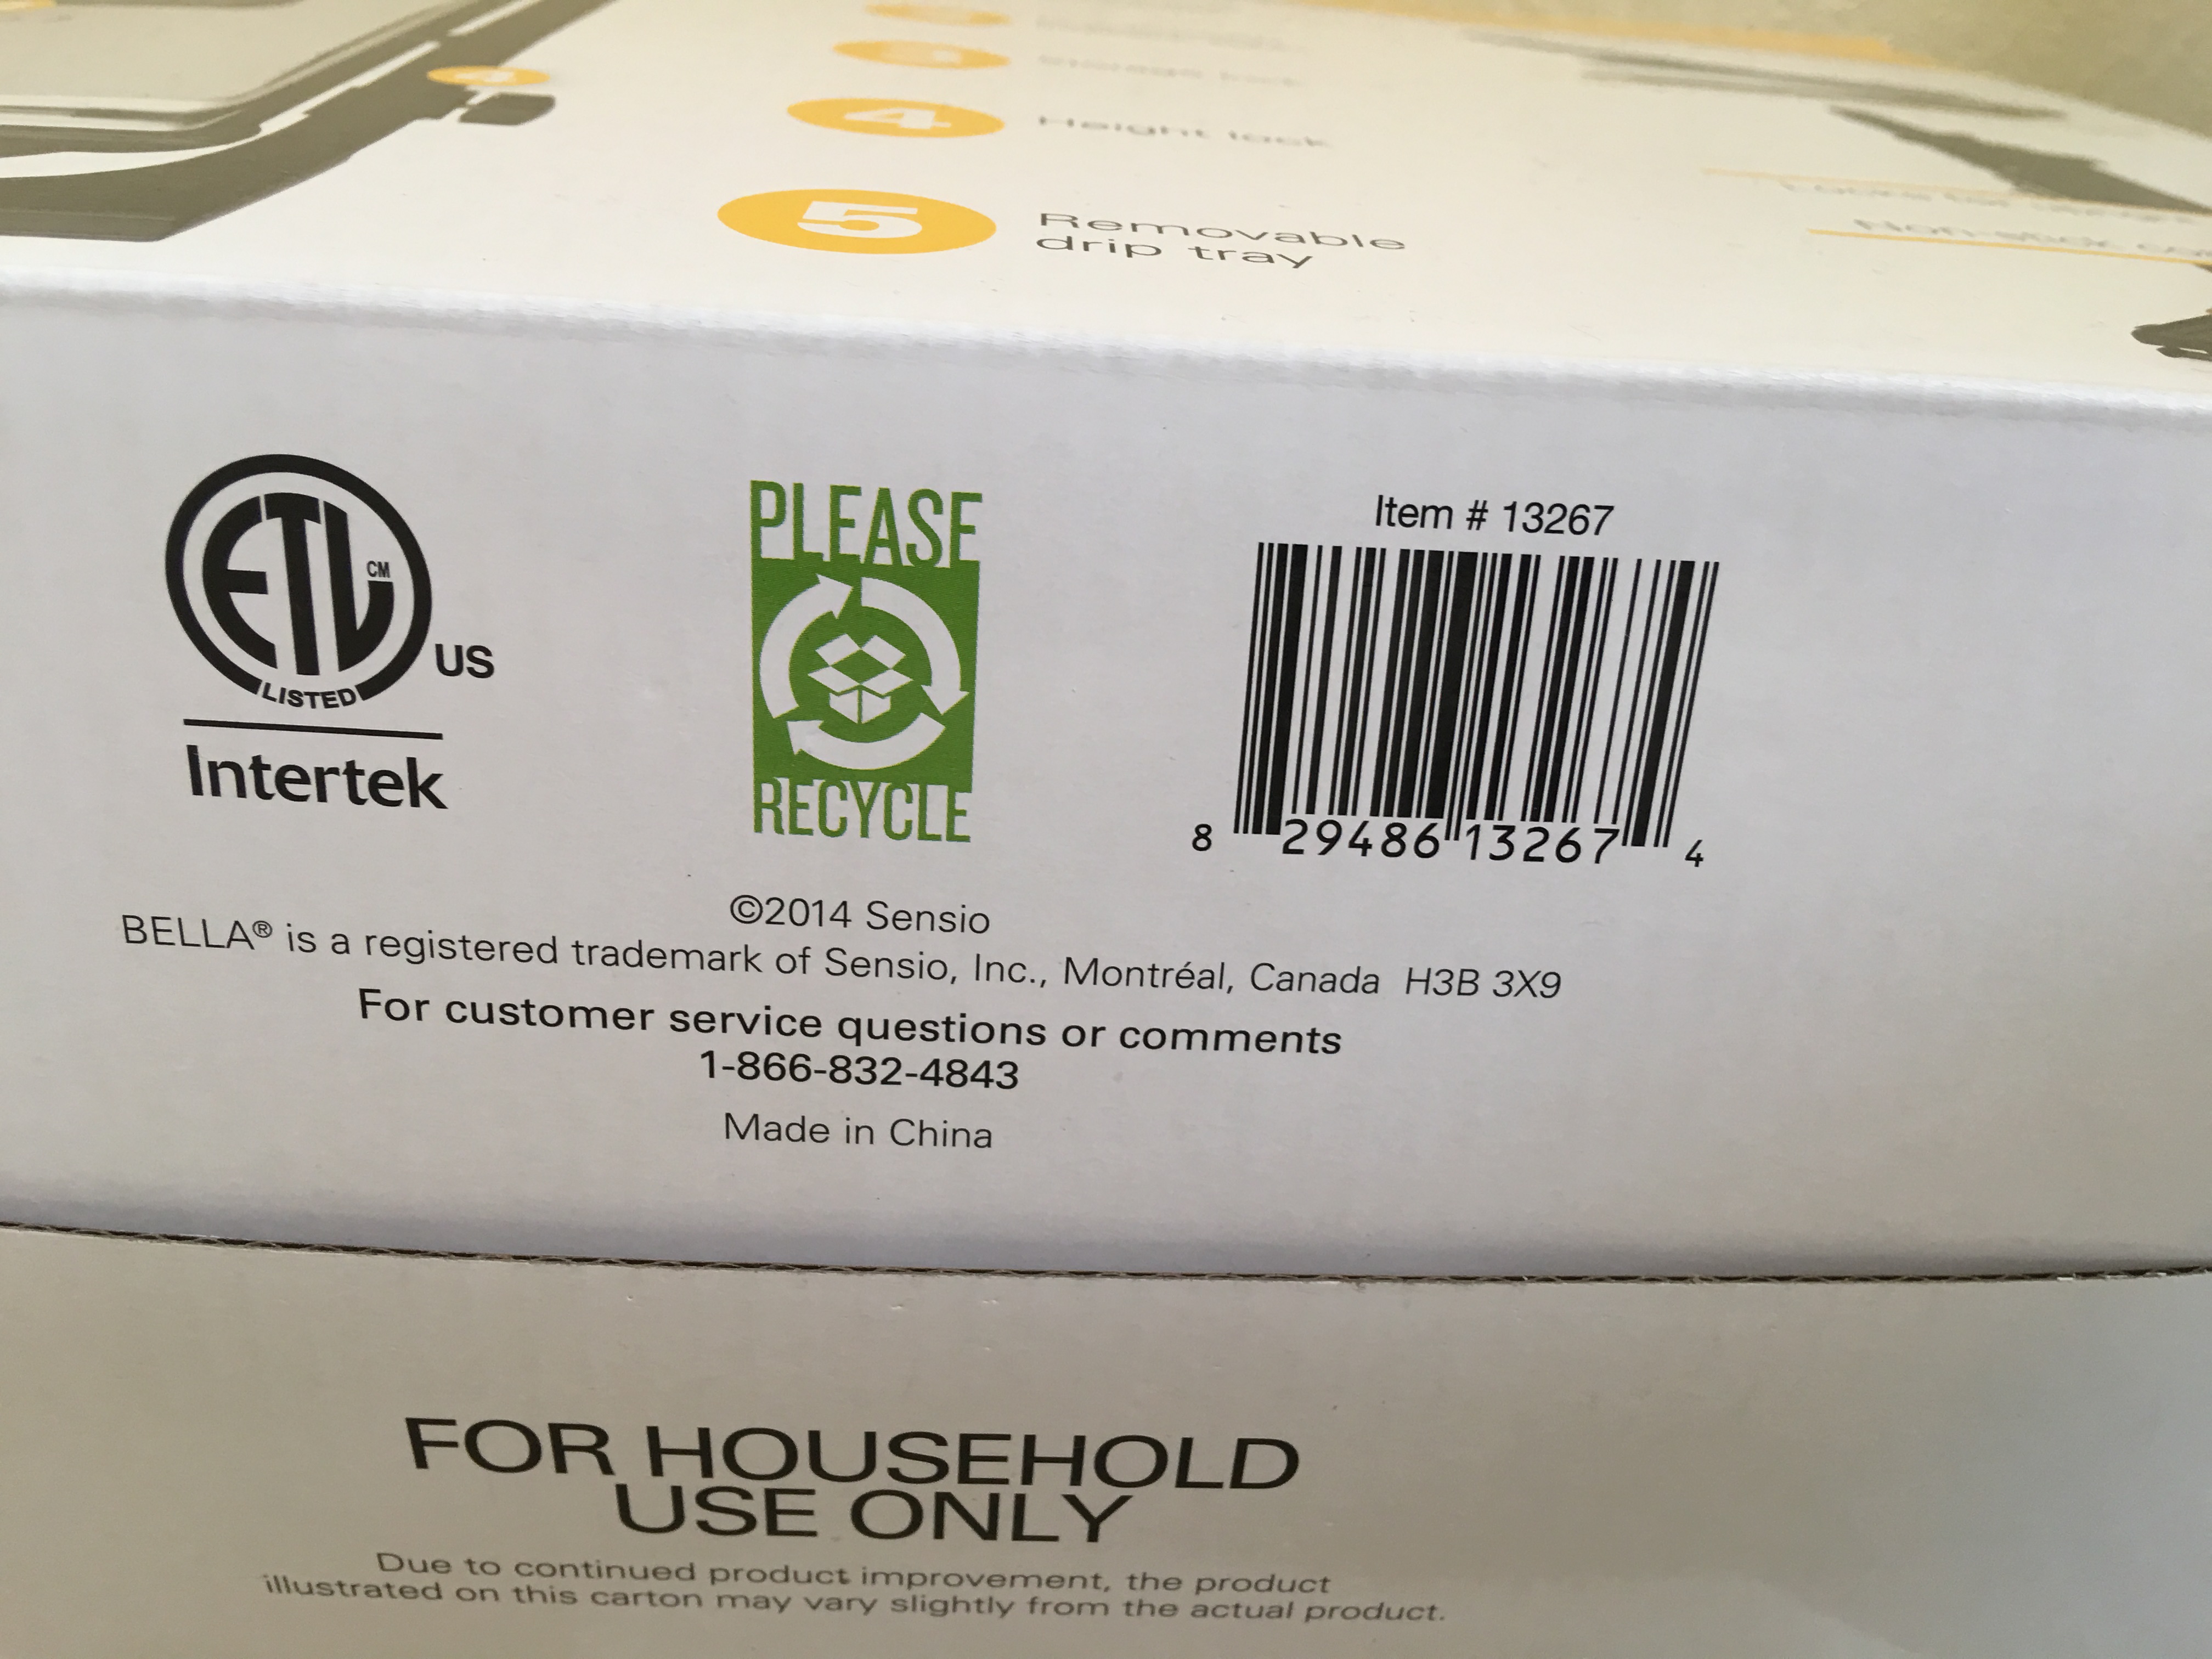 4 Height lock
5 Removable
drip tray
ETL CM
LISTED
US
Intertek
PLEASE
RECYCLE
Item # 13267
8 29486 13267 4
©2014 Sensio
BELLA® is a registered trademark of Sensio, Inc., Montréal, Canada H3B 3X9
For customer service questions or comments
1-866-832-4843
Made in China
FOR HOUSEHOLD
USE ONLY
Due to continued product improvement, the product
illustrated on this carton may vary slightly from the actual product.